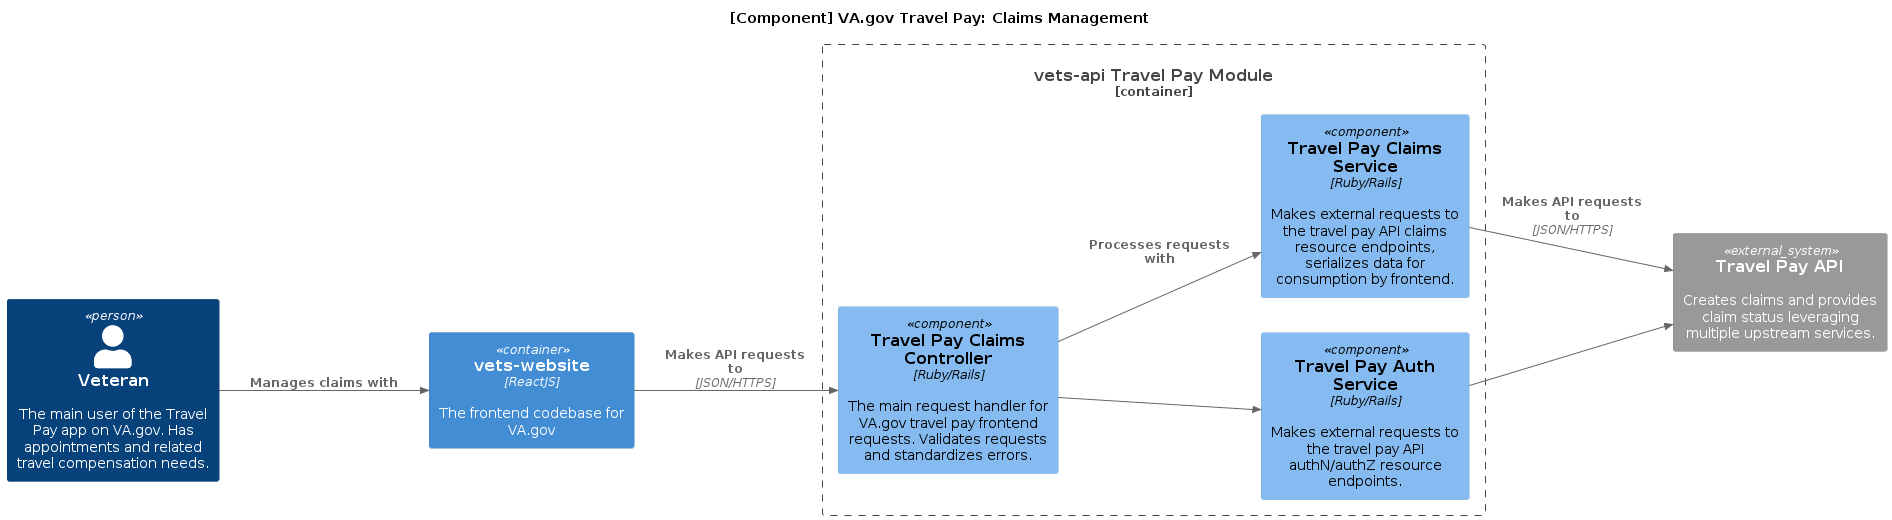 [Component] VA.gov Travel Pay: Claims Management
vets-api Travel Pay Module
[container]
«person»
Veteran
The main user of the Travel
Pay app on VA.gov. Has
appointments and related
travel compensation needs.
Manages claims with
«container»
vets-website
[ReactJS]
The frontend codebase for
VA.gov
Makes API requests
to
[JSON/HTTPS]
«component»
Travel Pay Claims
Controller
[Ruby/Rails]
The main request handler for
VA.gov travel pay frontend
requests. Validates requests
and standardizes errors.
Processes requests
with
«component»
Travel Pay Claims
Service
[Ruby/Rails]
Makes external requests to
the travel pay API claims
resource endpoints,
serializes data for
consumption by frontend.
«component»
Travel Pay Auth
Service
[Ruby/Rails]
Makes external requests to
the travel pay API
authN/authZ resource
endpoints.
Makes API requests
to
[JSON/HTTPS]
«external_system»
Travel Pay API
Creates claims and provides
claim status leveraging
multiple upstream services.